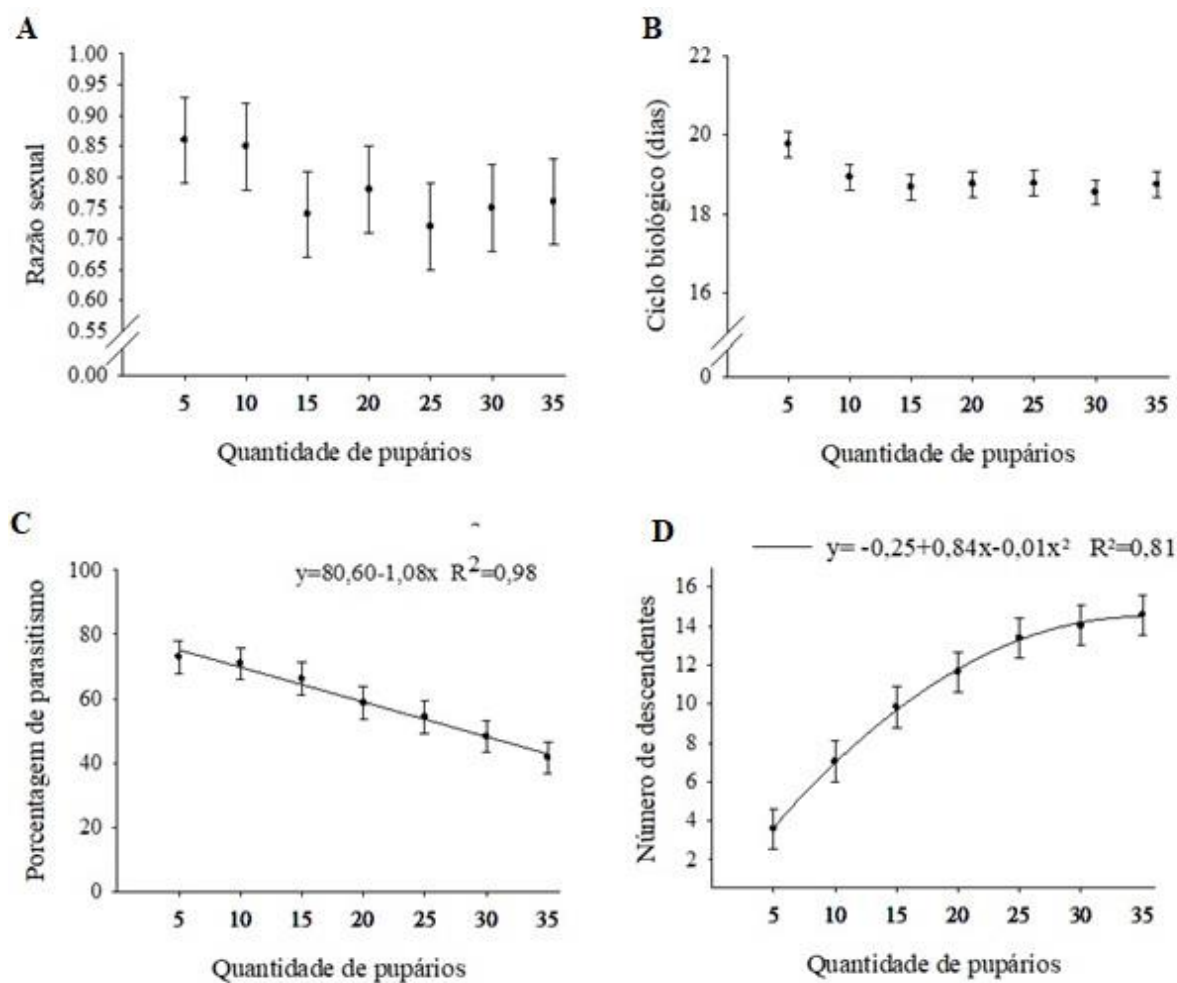 A
Razão sexual
1.00
0.95
0.90
0.85
0.80
0.75
0.70
0.65
0.60
0.55
0.00
5 10 15 20 25 30 35
Quantidade de pupários
B
Ciclo biológico (dias)
22
20
18
16
0
5 10 15 20 25 30 35
Quantidade de pupários
C
y=80,60-1,08x R²=0,98
Porcentagem de parasitismo
100
80
60
40
20
0
5 10 15 20 25 30 35
Quantidade de pupários
D
y= -0,25+0,84x-0,01x² R²=0,81
Número de descendentes
16
14
12
10
8
6
4
2
5 10 15 20 25 30 35
Quantidade de pupários